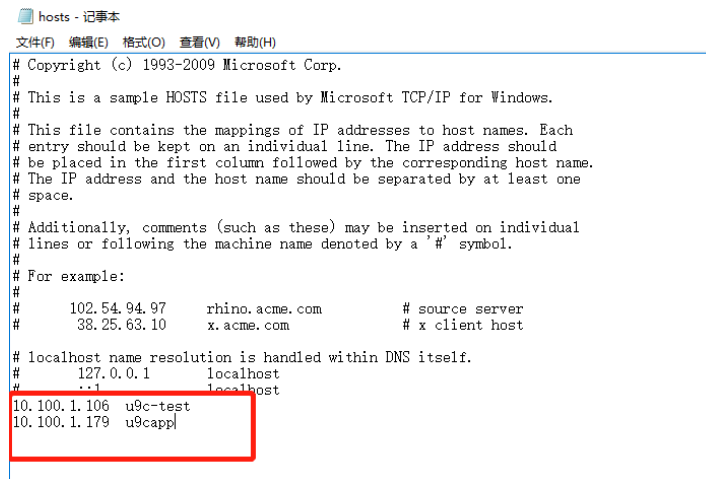 hosts - 记事本
文件(F) 编辑(E) 格式(O) 查看(V) 帮助(H)
# Copyright (c) 1993-2009 Microsoft Corp.
#
# This is a sample HOSTS file used by Microsoft TCP/IP for Windows.
#
# This file contains the mappings of IP addresses to host names. Each
# entry should be kept on an individual line. The IP address should
# be placed in the first column followed by the corresponding host name.
# The IP address and the host name should be separated by at least one
# space.
#
# Additionally, comments (such as these) may be inserted on individual
# lines or following the machine name denoted by a '#' symbol.
#
# For example:
#
#      102.54.94.97     rhino.acme.com          # source server
#       38.25.63.10     x.acme.com              # x client host
# localhost name resolution is handled within DNS itself.
#       127.0.0.1       localhost
#       ::1             localhost
10.100.1.106  u9c-test
10.100.1.179  u9capp